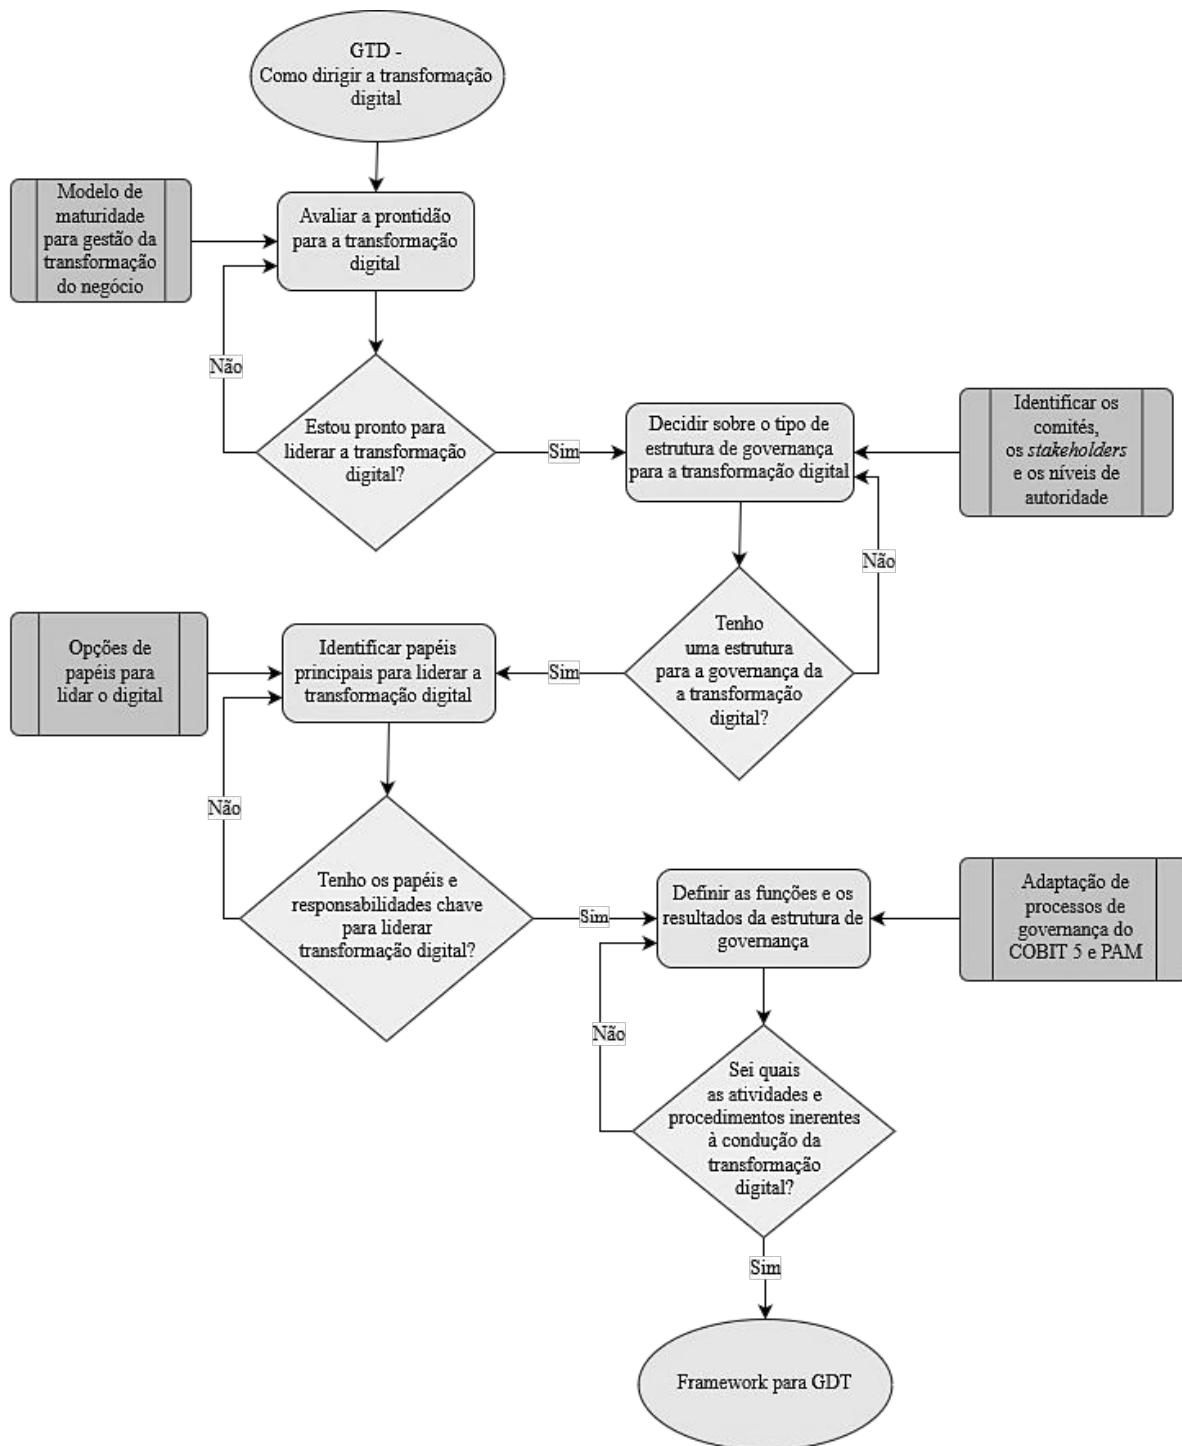 GTD -
Como dirigir a transformação
digital
Modelo de
maturidade
para gestão da
transformação
do negócio
Avaliar a prontidão
para a transformação
digital
Não
Estou pronto para
liderar a transformação
digital?
Sim
Decidir sobre o tipo de
estrutura de governança
para a transformação digital
Identificar os
comités,
os stakeholders
e os níveis de
autoridade
Não
Tenho
uma estrutura
para a governança da
a transformação
digital?
Sim
Identificar papéis
principais para liderar a
transformação digital
Opções de
papéis para
lidar o digital
Não
Tenho os papéis e
responsabilidades chave
para liderar
transformação digital?
Sim
Definir as funções e os
resultados da estrutura de
governança
Adaptação de
processos de
governança do
COBIT 5 e PAM
Não
Sei quais
as atividades e
procedimentos inerentes
à condução da
transformação
digital?
Sim
Framework para GDT